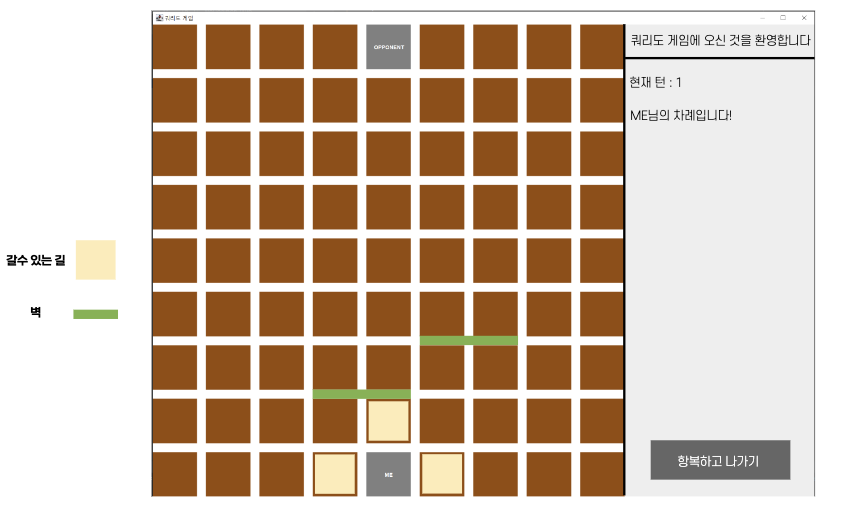 쿼리도 게임
OPPONENT
쿼리도 게임에 오신 것을 환영합니다
현재 턴 : 1
ME님의 차례입니다!
갈수 있는 길
벽
항복하고 나가기
ME